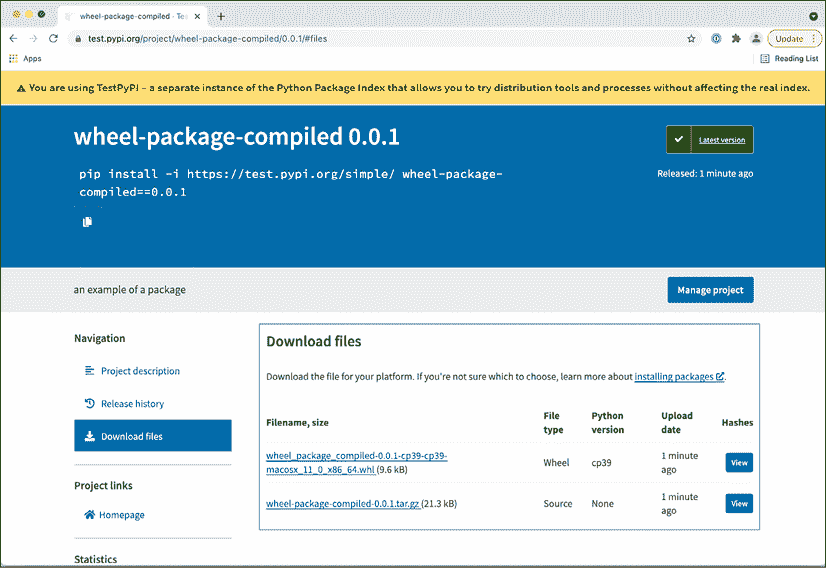 wheel-package-compiled · Tes
test.pypi.org/project/wheel-package-compiled/0.0.1/#files
Update
Apps
Reading List
You are using TestPyPI – a separate instance of the Python Package Index that allows you to try distribution tools and processes without affecting the real index.
wheel-package-compiled 0.0.1
Latest version
pip install -i https://test.pypi.org/simple/ wheel-package-
compiled==0.0.1
Released: 1 minute ago
an example of a package
Manage project
Navigation
Project description
Release history
Download files
Project links
Homepage
Statistics
Download files
Download the file for your platform. If you're not sure which to choose, learn more about installing packages.
Filename, size
File
type
Python
version
Upload
date
Hashes
wheel_package_compiled-0.0.1-cp39-cp39-
macosx_11_0_x86_64.whl (9.6 kB)
Wheel
cp39
1 minute
ago
View
wheel-package-compiled-0.0.1.tar.gz (21.3 kB)
Source
None
1 minute
ago
View